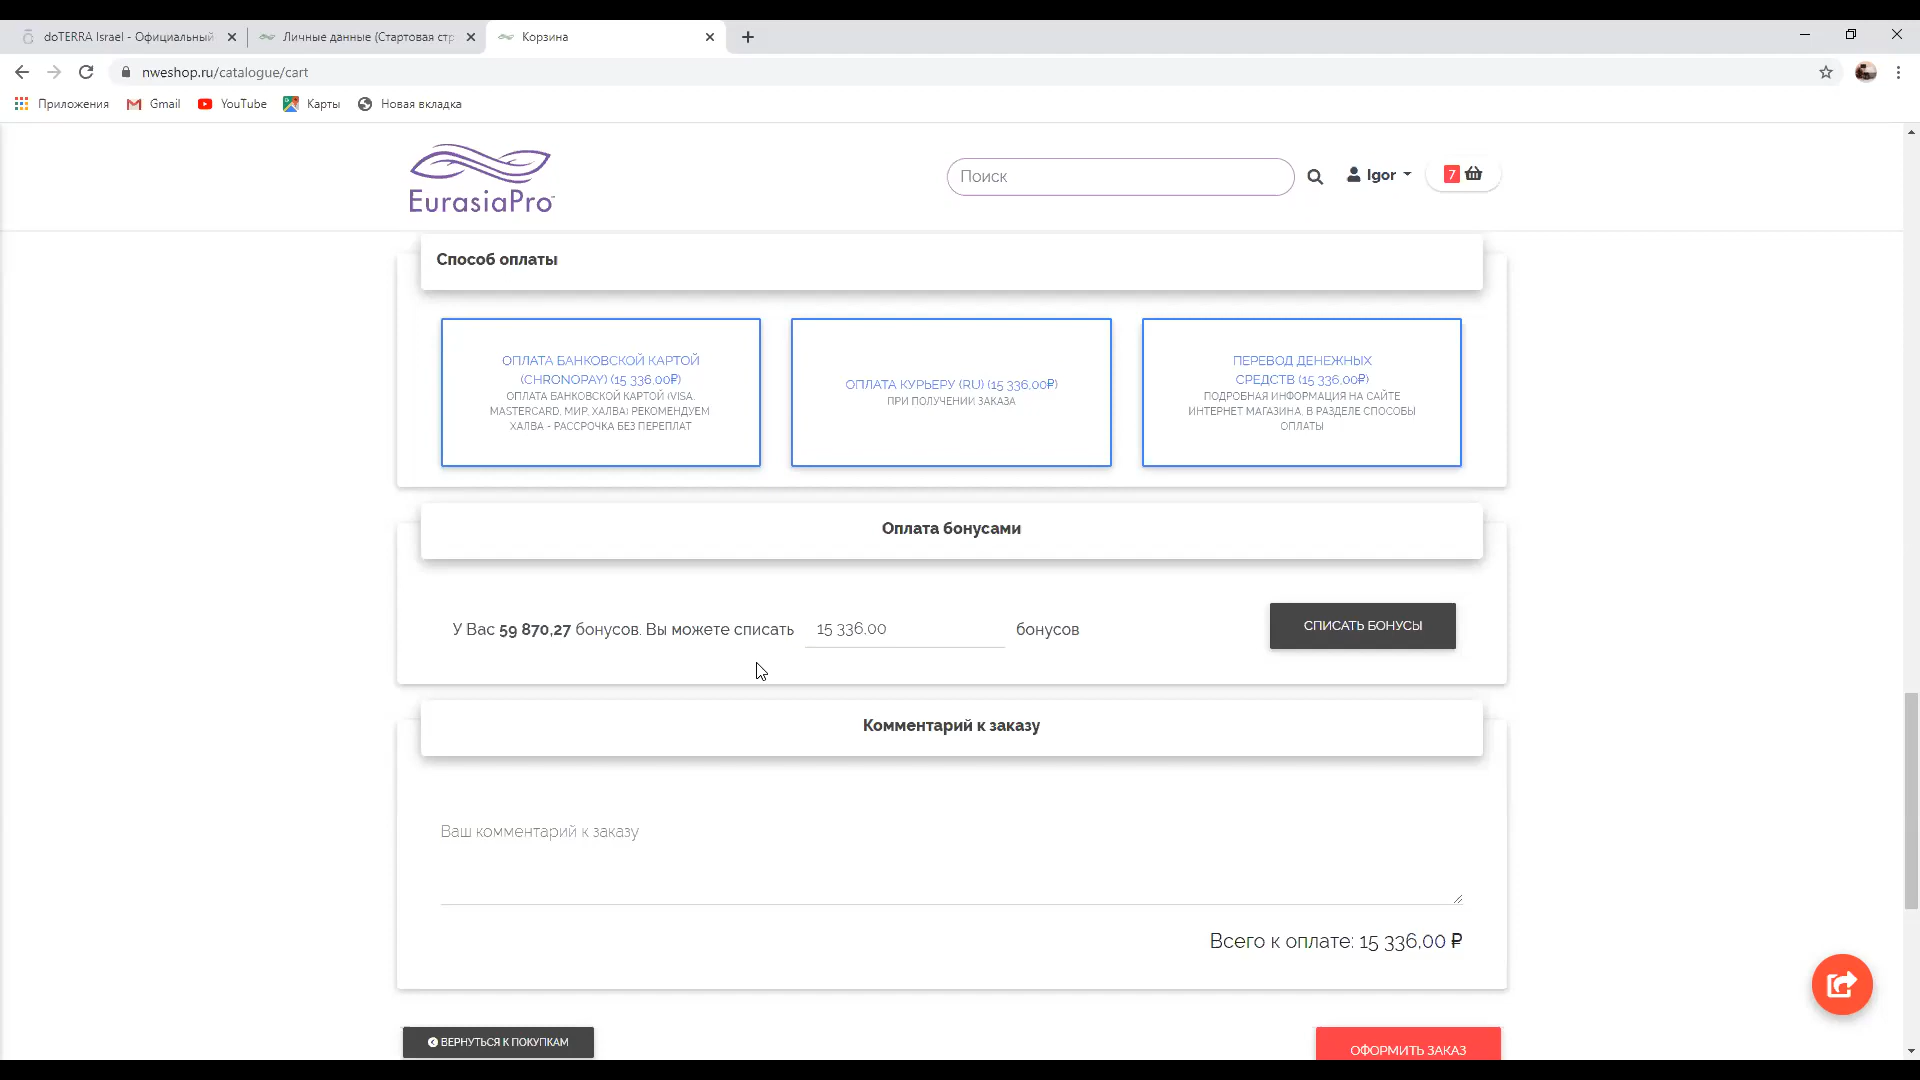 doTERRA Israel - Официальный
Личные данные (Стартовая стр
Корзина
nweshop.ru/catalogue/cart
Приложения
Gmail
YouTube
Карты
Новая вкладка
EurasiaPro
Поиск
Igor
7
Способ оплаты
ОПЛАТА БАНКОВСКОЙ КАРТОЙ
(CHRONOPAY) (15 336,00₽)
ОПЛАТА БАНКОВСКОЙ КАРТОЙ (VISA,
MASTERCARD, МИР, ХАЛВА) РЕКОМЕНДУЕМ
ХАЛВА - РАССРОЧКА БЕЗ ПЕРЕПЛАТ
ОПЛАТА КУРЬЕРУ (RU) (15 336,00₽)
ПРИ ПОЛУЧЕНИИ ЗАКАЗА
ПЕРЕВОД ДЕНЕЖНЫХ
СРЕДСТВ (15 336,00₽)
ПОДРОБНАЯ ИНФОРМАЦИЯ НА САЙТЕ
ИНТЕРНЕТ МАГАЗИНА, В РАЗДЕЛЕ СПОСОБЫ
ОПЛАТЫ
Оплата бонусами
У Вас 59 870,27 бонусов. Вы можете списать 15 336,00 бонусов
СПИСАТЬ БОНУСЫ
Комментарий к заказу
Ваш комментарий к заказу
Всего к оплате: 15 336,00 ₽
ВЕРНУТЬСЯ К ПОКУПКАМ
ОФОРМИТЬ ЗАКАЗ